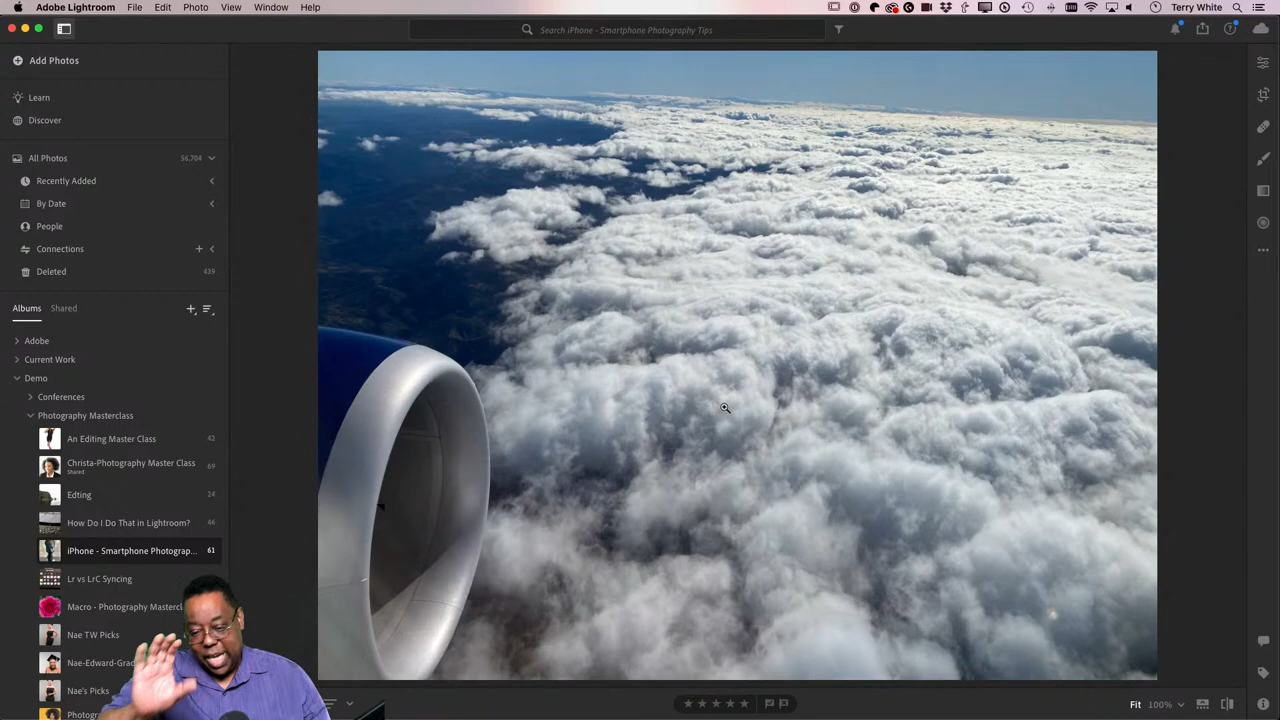 Adobe Lightroom File Edit Photo View Window Help Terry White
Search iPhone - Smartphone Photography Tips
Add Photos
Learn
Discover
All Photos 56,704
Recently Added
By Date
People
Connections
Deleted 439
Albums Shared
Adobe
Current Work
Demo
Conferences
Photography Masterclass
An Editing Master Class 42
Christa-Photography Master Class 69
Shared
Edting 24
How Do I Do That in Lightroom? 46
iPhone - Smartphone Photograp... 61
Lr vs LrC Syncing
Macro - Photography Mastercl
Nae TW Picks
Nae-Edward-Grad
Nae's Picks
Photogr
Fit 100%